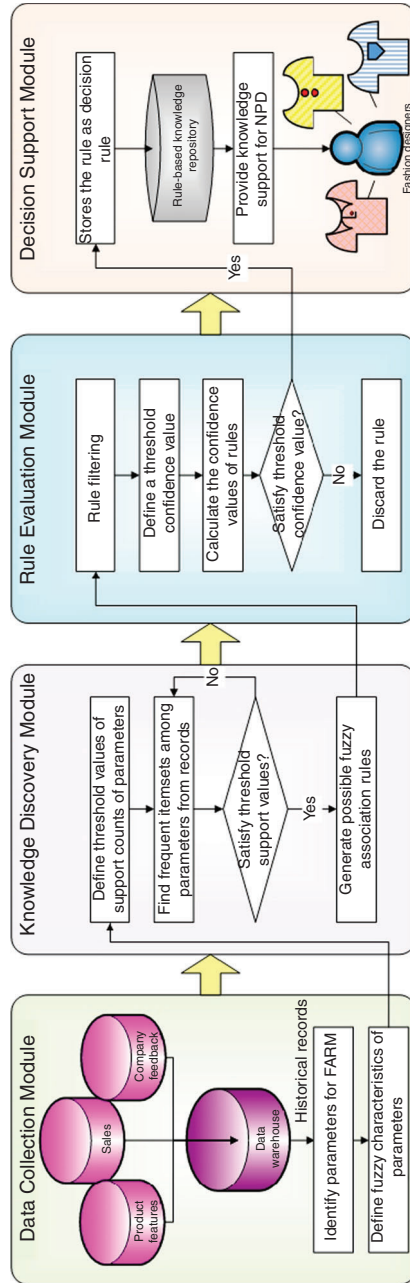 Data Collection Module
Sales
Product
features
Company
feedback
Data
warehouse
Historical records
Identify parameters for FARM
Define fuzzy characteristics of
parameters
Knowledge Discovery Module
Define threshold values of
support counts of parameters
Find frequent itemsets among
parameters from records
No
Satisfy threshold
support values?
Yes
Generate possible fuzzy
association rules
Rule Evaluation Module
Rule filtering
Define a threshold
confidence value
Calculate the confidence
values of rules
Satisfy threshold
confidence value?
No
Discard the rule
Decision Support Module
Stores the rule as decision
rule
Rule-based knowledge
repository
Provide knowledge
support for NPD
Yes
Fashion designers